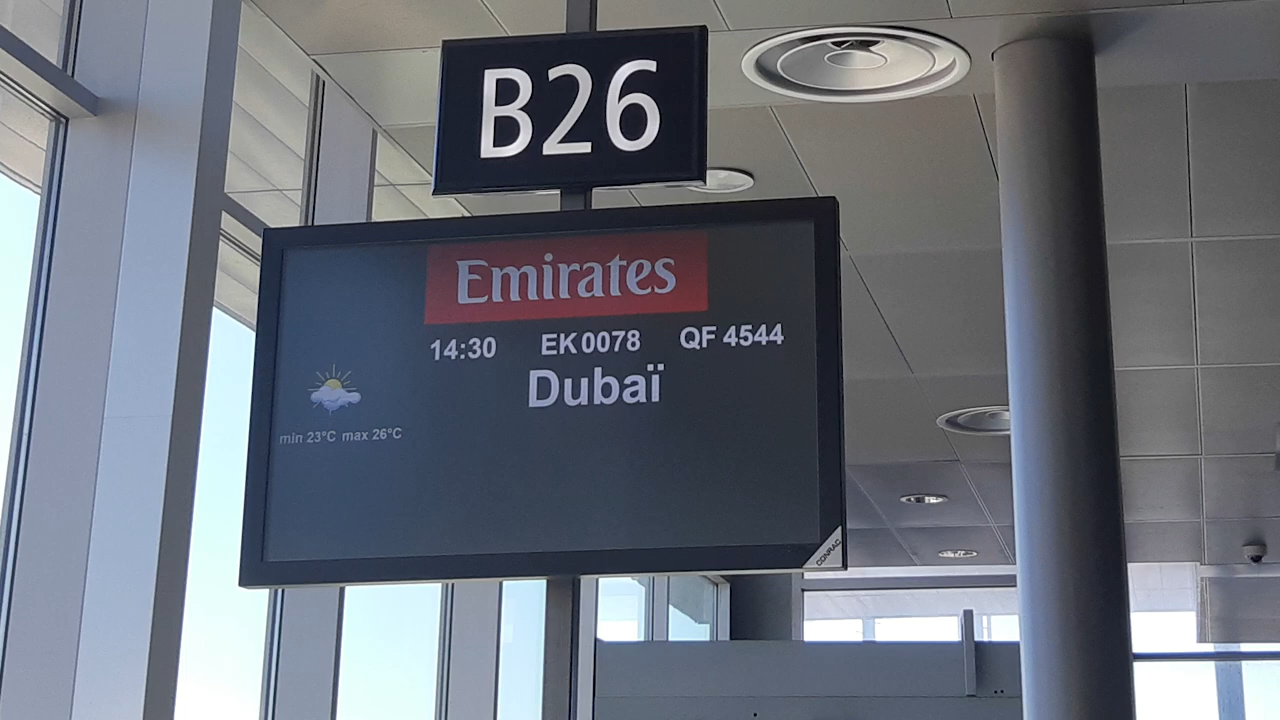 B26
Emirates
14:30 EK0078 QF 4544
Dubaï
min 23°C max 26°C
CONRAC